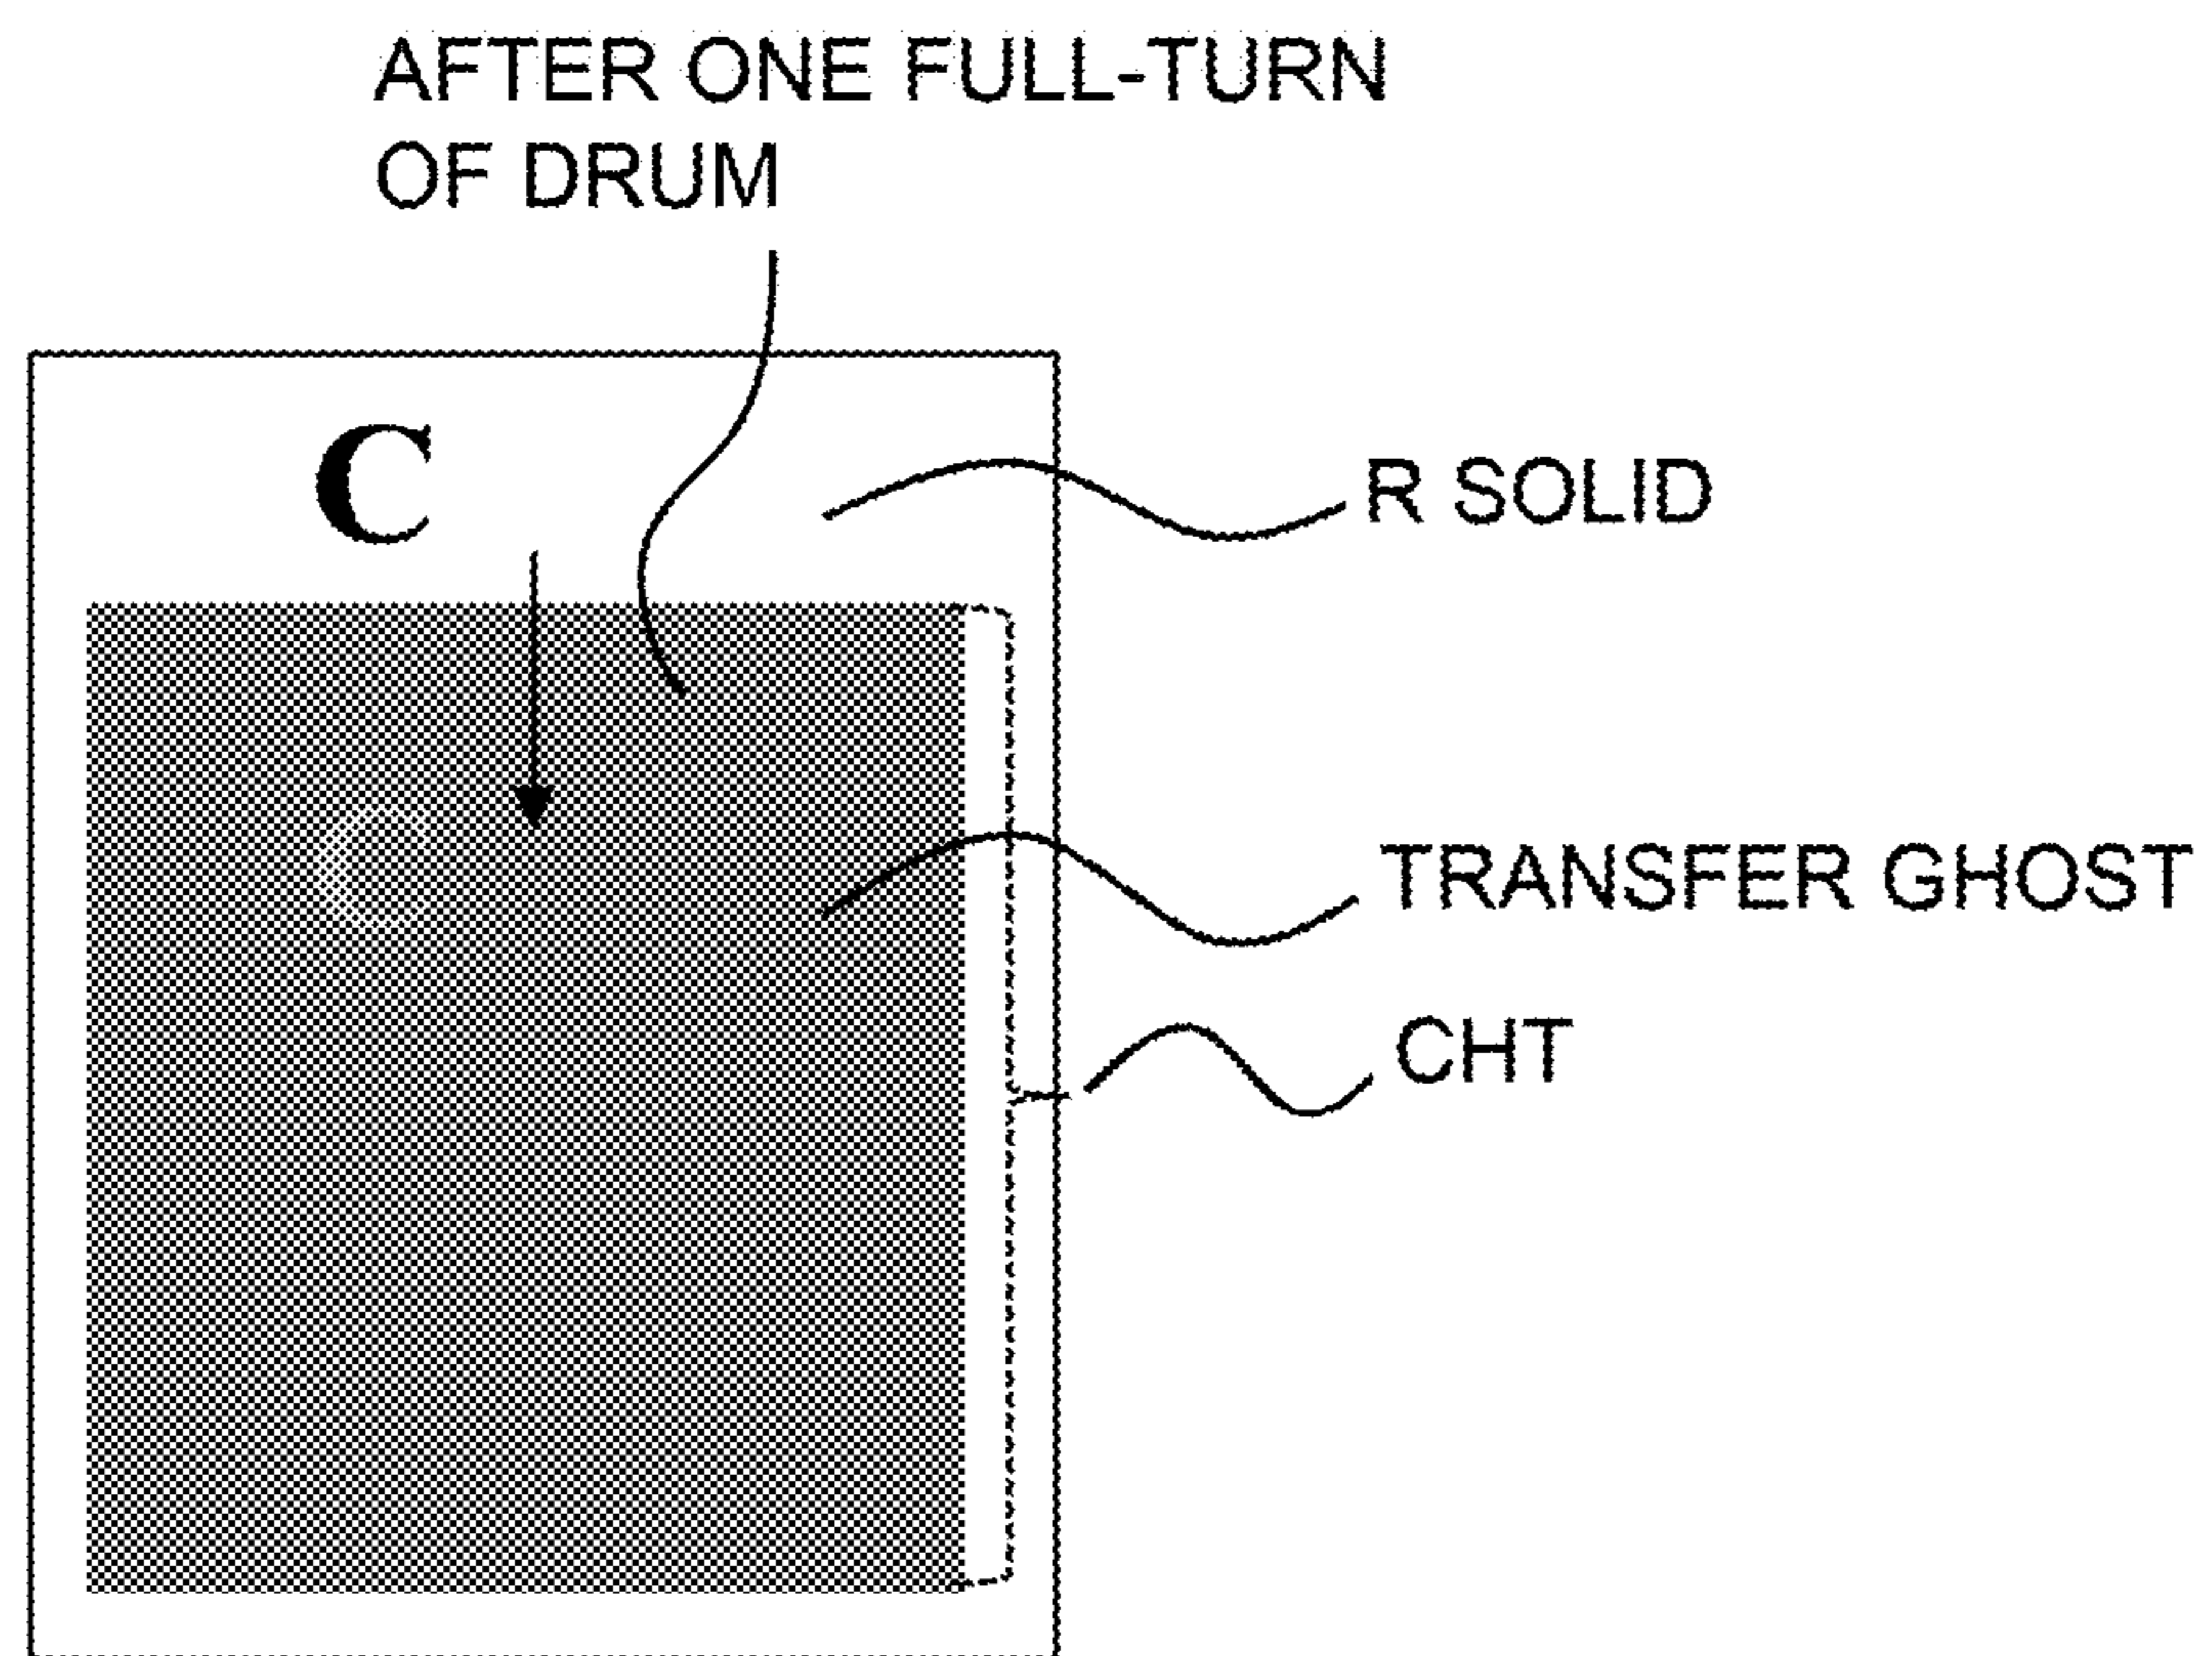 AFTER ONE FULL-TURN
OF DRUM
C
R SOLID
C
TRANSFER GHOST
CHT